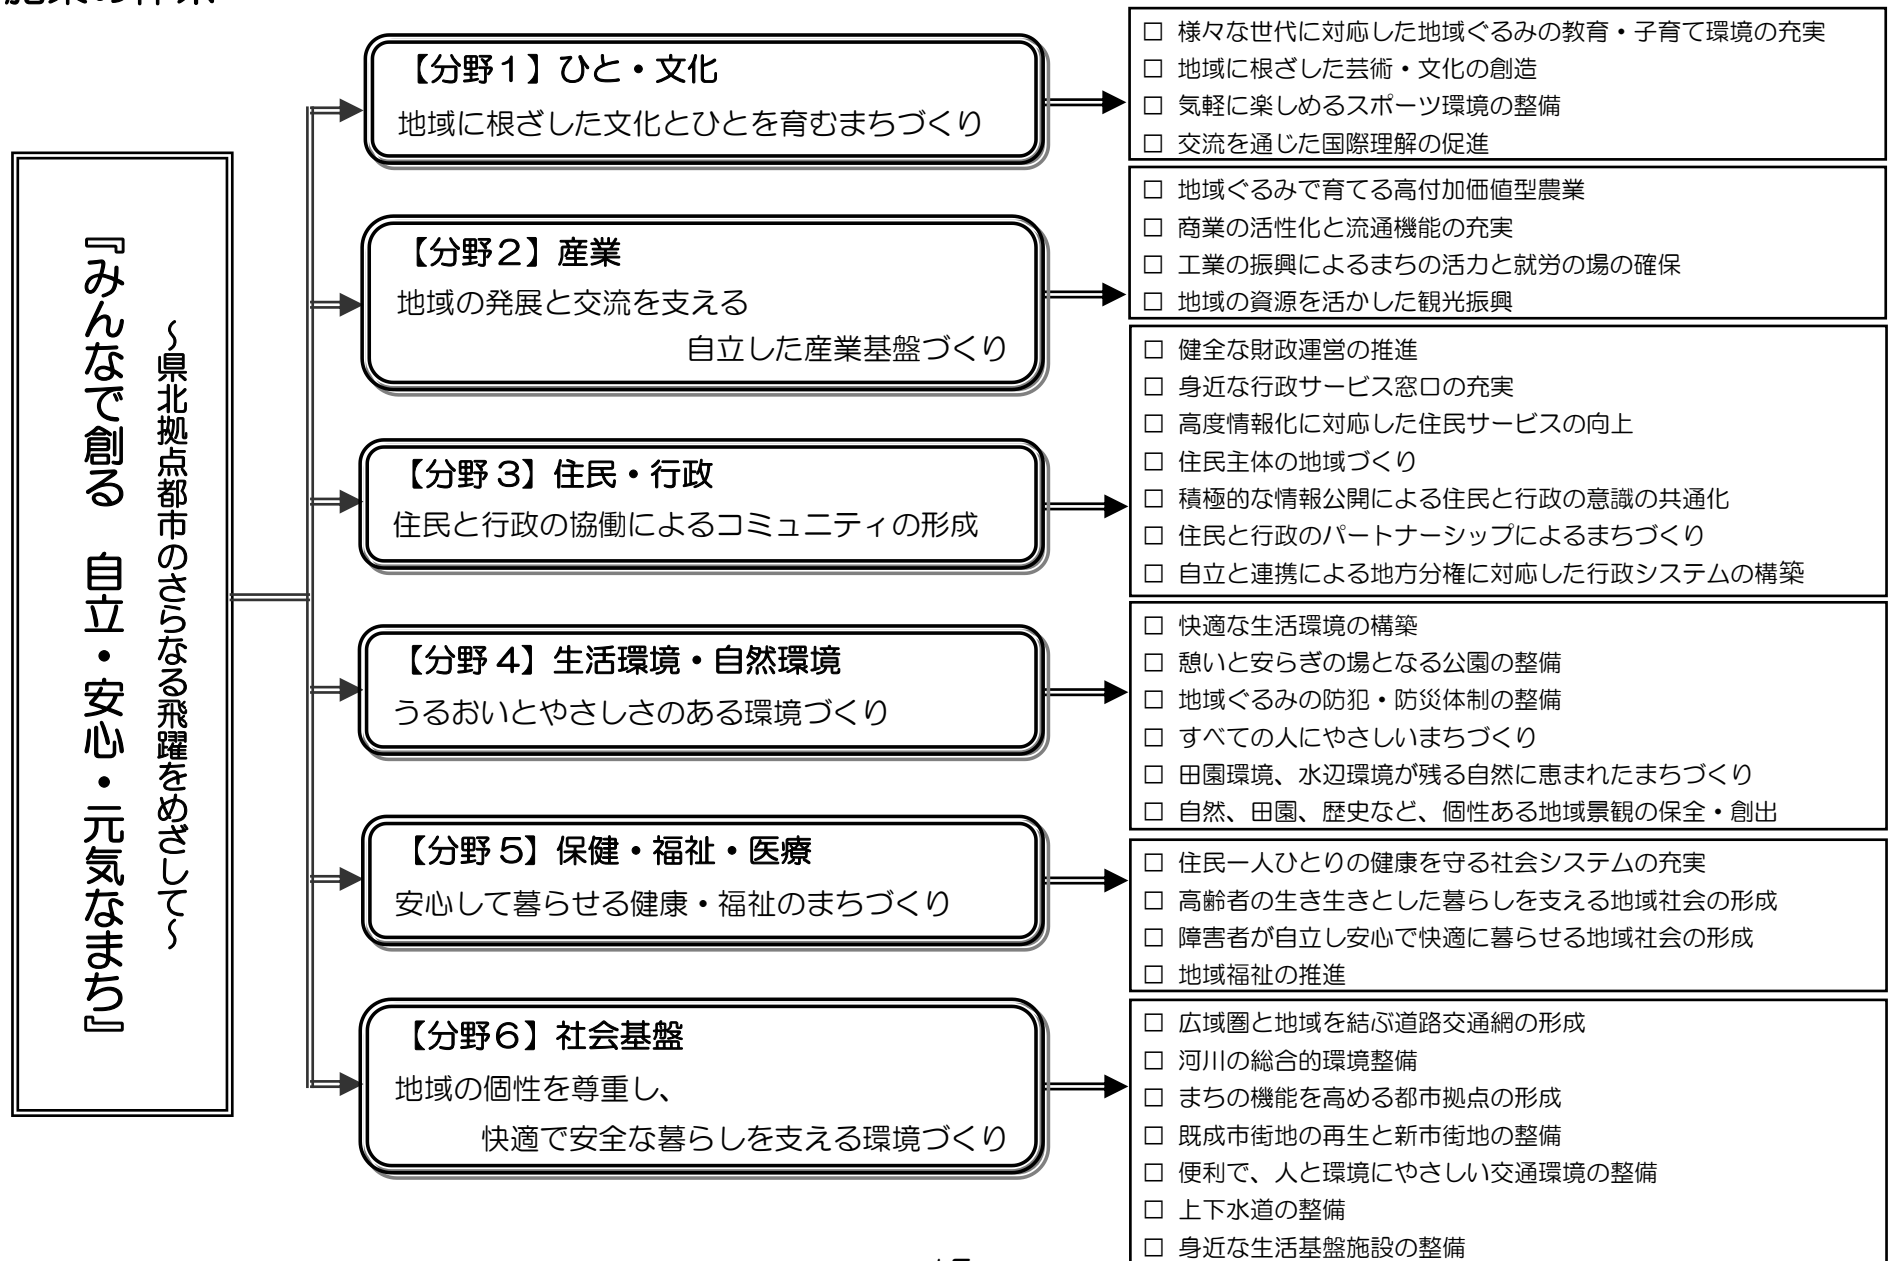 施策の体系
『みんなで創る　自立・安心・元気なまち』
～県北拠点都市のさらなる飛躍をめざして～
【分野１】ひと・文化
地域に根ざした文化とひとを育むまちづくり
□ 様々な世代に対応した地域ぐるみの教育・子育て環境の充実
□ 地域に根ざした芸術・文化の創造
□ 気軽に楽しめるスポーツ環境の整備
□ 交流を通じた国際理解の促進
【分野２】産業
地域の発展と交流を支える
自立した産業基盤づくり
□ 地域ぐるみで育てる高付加価値型農業
□ 商業の活性化と流通機能の充実
□ 工業の振興によるまちの活力と就労の場の確保
□ 地域の資源を活かした観光振興
【分野３】住民・行政
住民と行政の協働によるコミュニティの形成
□ 健全な財政運営の推進
□ 身近な行政サービス窓口の充実
□ 高度情報化に対応した住民サービスの向上
□ 住民主体の地域づくり
□ 積極的な情報公開による住民と行政の意識の共通化
□ 住民と行政のパートナーシップによるまちづくり
□ 自立と連携による地方分権に対応した行政システムの構築
【分野４】生活環境・自然環境
うるおいとやさしさのある環境づくり
□ 快適な生活環境の構築
□ 憩いと安らぎの場となる公園の整備
□ 地域ぐるみの防犯・防災体制の整備
□ すべての人にやさしいまちづくり
□ 田園環境、水辺環境が残る自然に恵まれたまちづくり
□ 自然、田園、歴史など、個性ある地域景観の保全・創出
【分野５】保健・福祉・医療
安心して暮らせる健康・福祉のまちづくり
□ 住民一人ひとりの健康を守る社会システムの充実
□ 高齢者の生き生きとした暮らしを支える地域社会の形成
□ 障害者が自立し安心で快適に暮らせる地域社会の形成
□ 地域福祉の推進
【分野６】社会基盤
地域の個性を尊重し、
快適で安全な暮らしを支える環境づくり
□ 広域圏と地域を結ぶ道路交通網の形成
□ 河川の総合的環境整備
□ まちの機能を高める都市拠点の形成
□ 既成市街地の再生と新市街地の整備
□ 便利で、人と環境にやさしい交通環境の整備
□ 上下水道の整備
□ 身近な生活基盤施設の整備